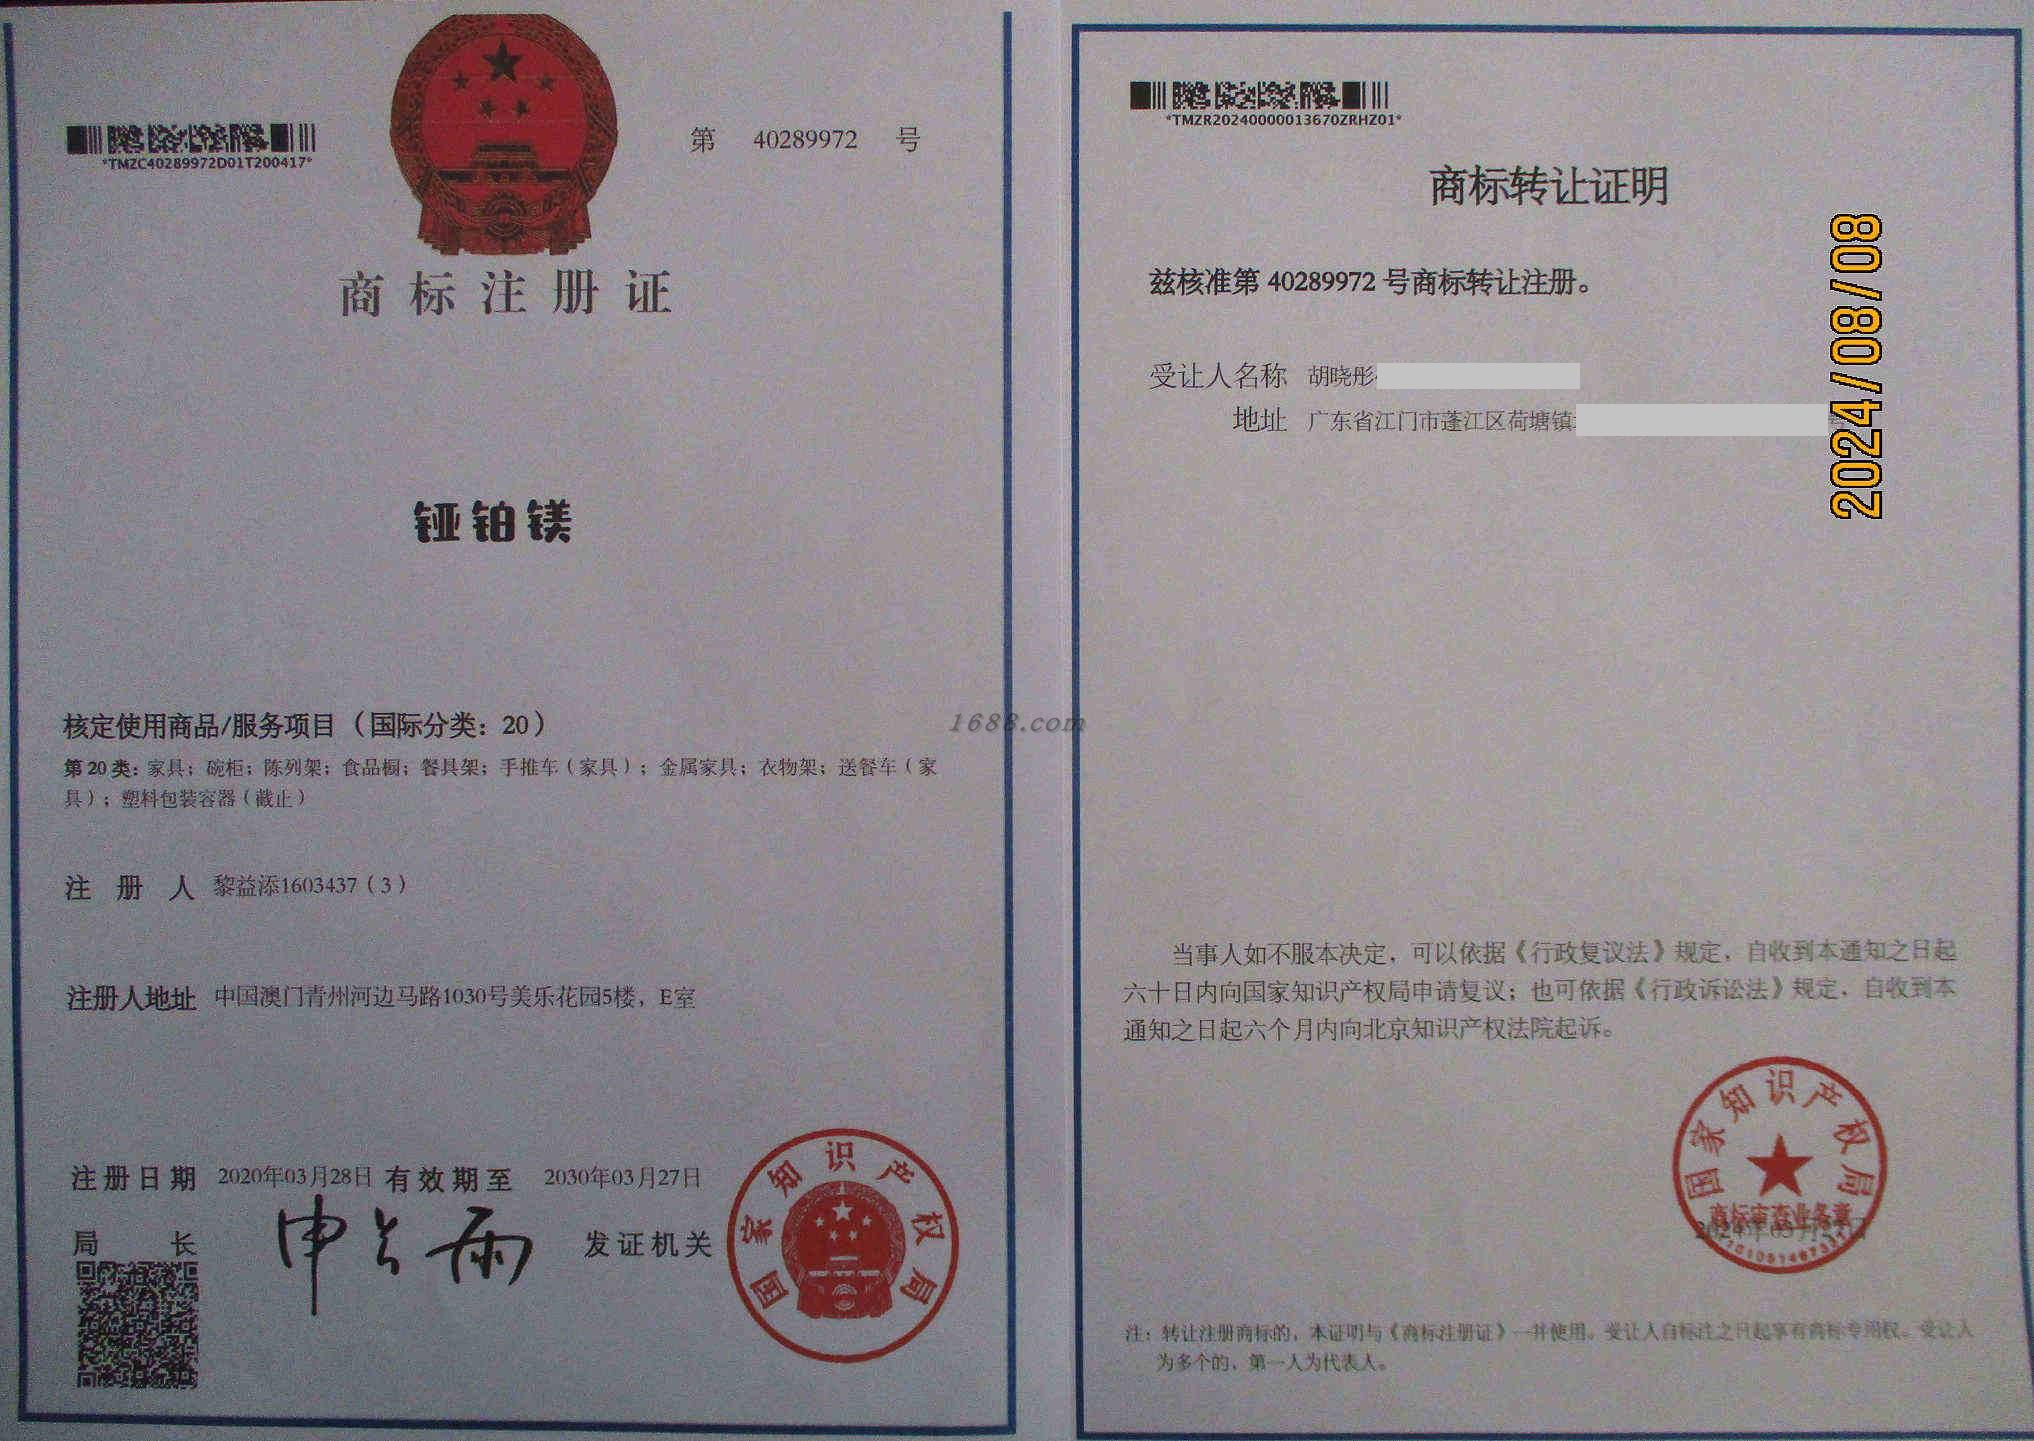 *TMZC40289972D01T200417*
第 40289972 号
商标注册证
铔铂镁
核定使用商品/服务项目（国际分类：20）
第20类：家具；碗柜；陈列架；食品橱；餐具架；手推车（家具）；金属家具；衣物架；送餐车（家
具）；塑料包装容器（截止）
注册人 黎益添1603437（3）
注册人地址 中国澳门青州河边马路1030号美乐花园5楼，E室
注册日期 2020年03月28日 有效期至 2030年03月27日
局长 申长雨 发证机关
国家知识产权局
1688.com
*TMZR20240000013670ZRHZ01*
商标转让证明
兹核准第 40289972 号商标转让注册。
受让人名称 胡晓彤
地址 广东省江门市蓬江区荷塘镇
2024/08/08
当事人如不服本决定，可以依据《行政复议法》规定，自收到本通知之日起
六十日内向国家知识产权局申请复议；也可依据《行政诉讼法》规定，自收到本
通知之日起六个月内向北京知识产权法院起诉。
国家知识产权局
商标审查业务章
注：转让注册商标的，本证明与《商标注册证》一并使用。受让人自标注之日起享有商标专用权。受让人
为多个的，第一人为代表人。